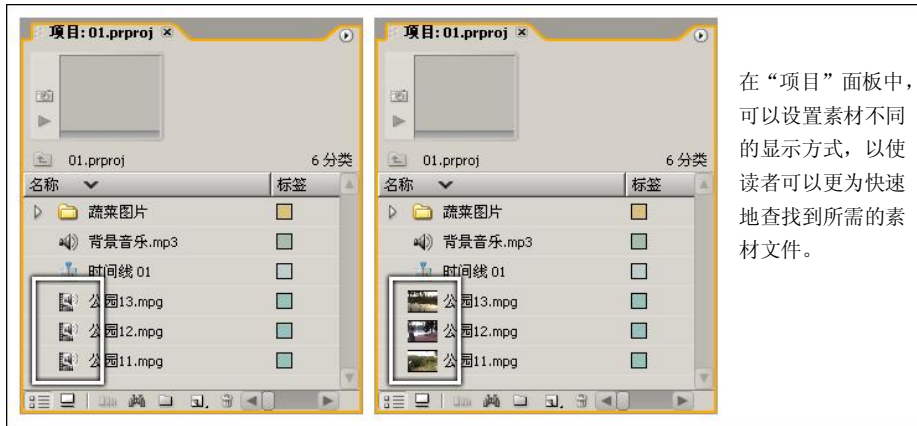 项目: 01.prproj
01.prproj 6 分类
名称 标签
蔬菜图片
背景音乐.mp3
时间线 01
公园13.mpg
公园12.mpg
公园11.mpg
项目: 01.prproj
01.prproj 6 分类
名称 标签
蔬菜图片
背景音乐.mp3
时间线 01
公园13.mpg
公园12.mpg
公园11.mpg
在“项目”面板中，
可以设置素材不同
的显示方式，以使
读者可以更为快速
地查找到所需的素
材文件。